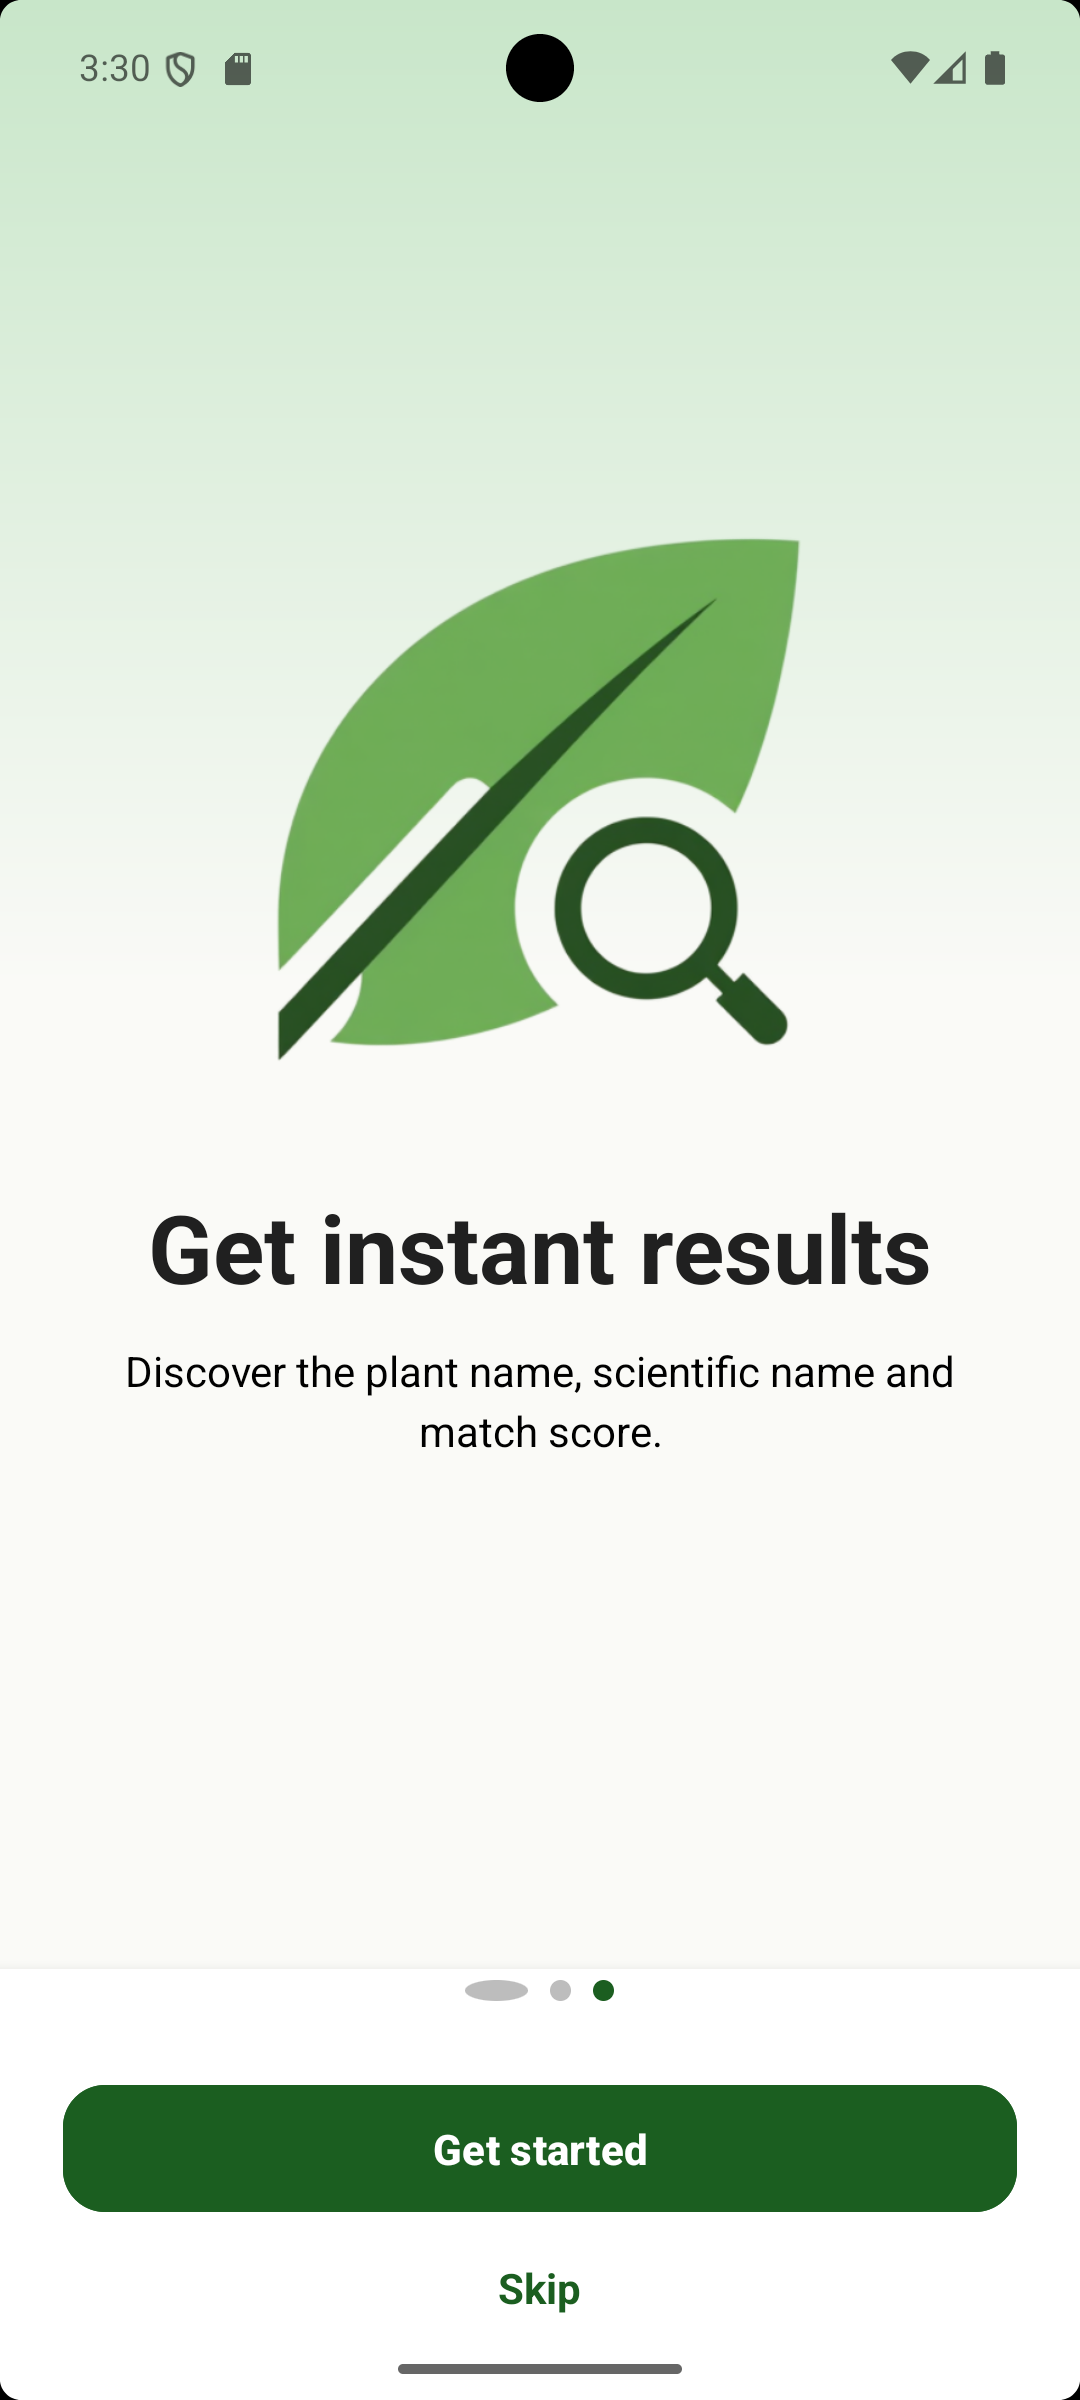 3:30
Get instant results
Discover the plant name, scientific name and
match score.
Get started
Skip